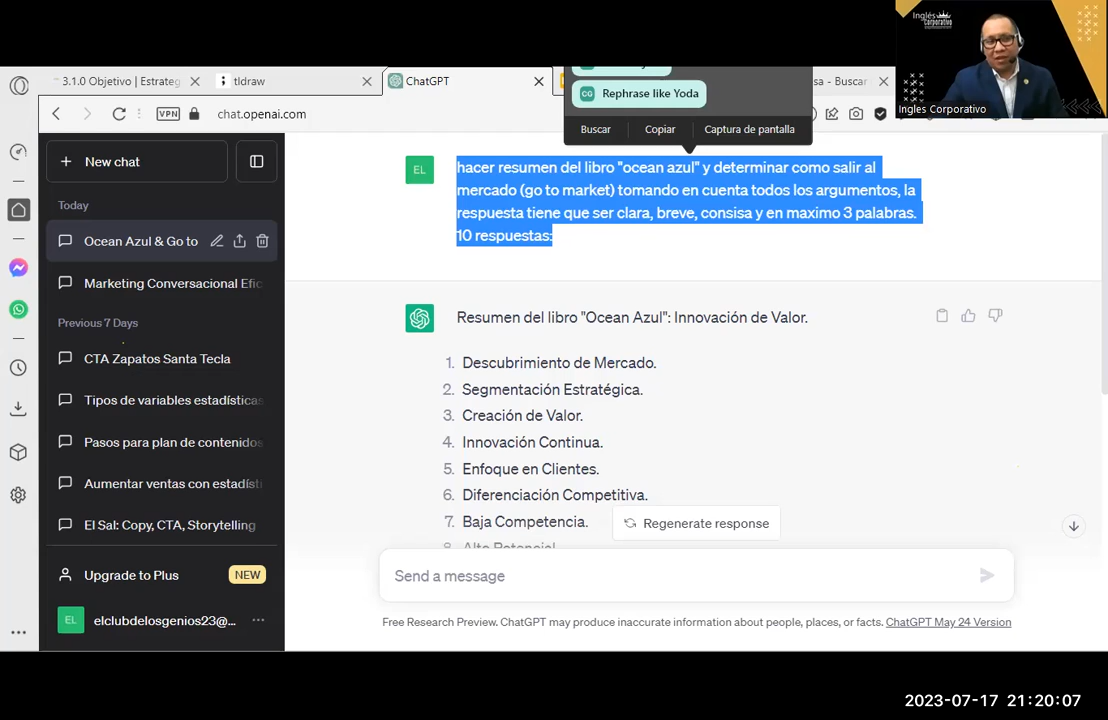 Inglés
Corporativo
Ingles Corporativo
3.1.0 Objetivo | Estrateg
tldraw
ChatGPT
sa - Buscar
Rephrase like Yoda
VPN
chat.openai.com
Buscar
Copiar
Captura de pantalla
New chat
Today
Ocean Azul & Go to
Marketing Conversacional Efic
Previous 7 Days
CTA Zapatos Santa Tecla
Tipos de variables estadísticas
Pasos para plan de contenidos
Aumentar ventas con estadísti
El Sal: Copy, CTA, Storytelling
Upgrade to Plus
NEW
EL
elclubdelosgenios23@...
EL
hacer resumen del libro "ocean azul" y determinar como salir al
mercado (go to market) tomando en cuenta todos los argumentos, la
respuesta tiene que ser clara, breve, consisa y en maximo 3 palabras.
10 respuestas:
Resumen del libro "Ocean Azul": Innovación de Valor.
1. Descubrimiento de Mercado.
2. Segmentación Estratégica.
3. Creación de Valor.
4. Innovación Continua.
5. Enfoque en Clientes.
6. Diferenciación Competitiva.
7. Baja Competencia.
8. Alto Potencial
Regenerate response
Send a message
Free Research Preview. ChatGPT may produce inaccurate information about people, places, or facts. ChatGPT May 24 Version
2023-07-17 21:20:07